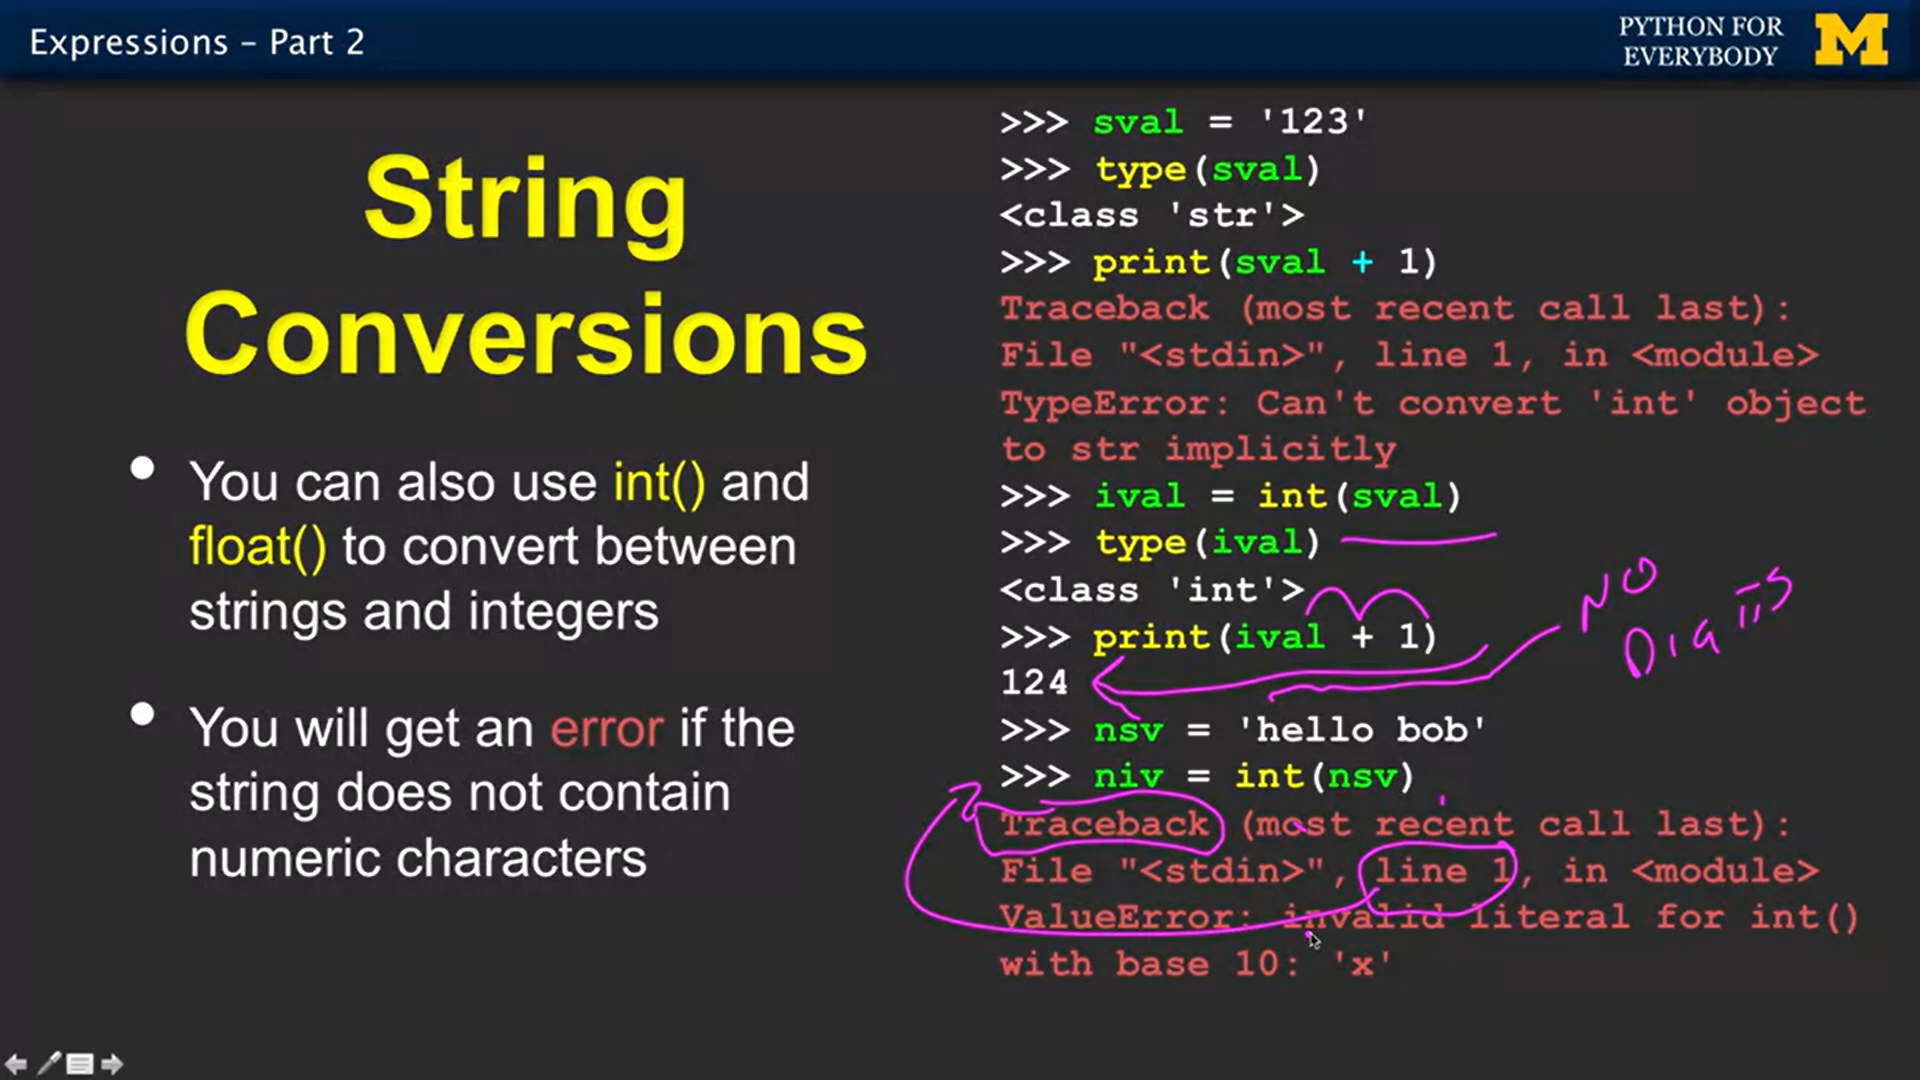 Expressions – Part 2
PYTHON FOR
EVERYBODY
M
String
Conversions
• You can also use int() and
float() to convert between
strings and integers
• You will get an error if the
string does not contain
numeric characters
>>> sval = '123'
>>> type(sval)
<class 'str'>
>>> print(sval + 1)
Traceback (most recent call last):
File "<stdin>", line 1, in <module>
TypeError: Can't convert 'int' object
to str implicitly
>>> ival = int(sval)
>>> type(ival)
<class 'int'>
>>> print(ival + 1)
124
>>> nsv = 'hello bob'
>>> niv = int(nsv)
Traceback (most recent call last):
File "<stdin>", line 1, in <module>
ValueError: invalid literal for int()
with base 10: 'x'
NO
DIGITS